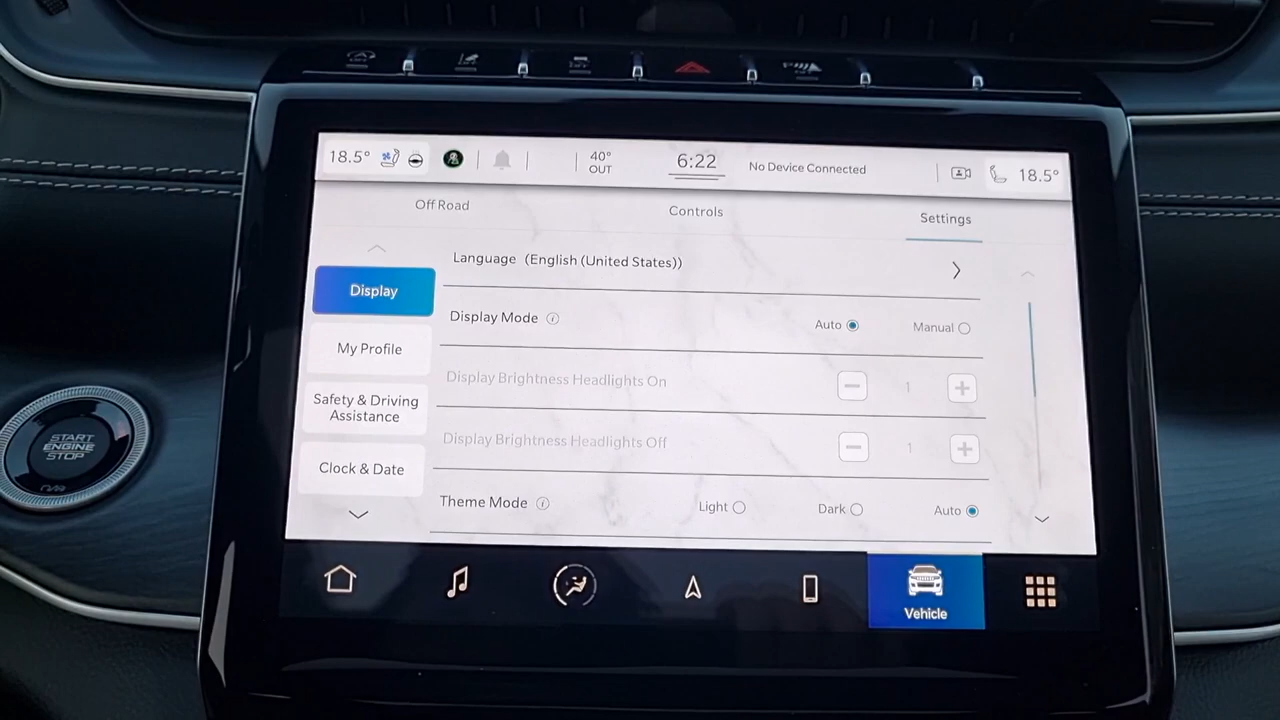 18.5°
40°
OUT
6:22
No Device Connected
18.5°
Off Road
Controls
Settings
Display
My Profile
Safety & Driving
Assistance
Clock & Date
Language (English (United States))
Display Mode
Auto
Manual
Display Brightness Headlights On
1
Display Brightness Headlights Off
1
Theme Mode
Light
Dark
Auto
START
ENGINE
STOP
Vehicle